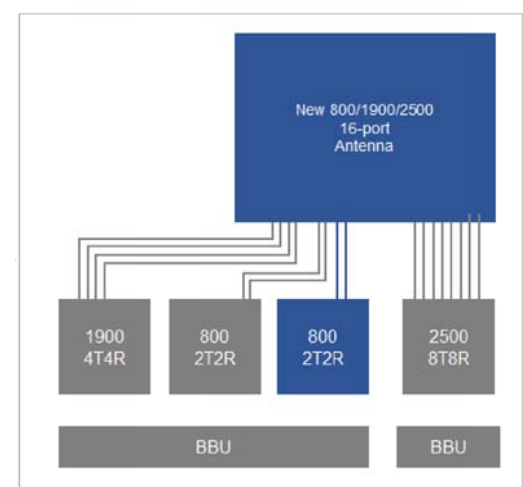 New 800/1900/2500
16-port
Antenna
1900
4T4R
800
2T2R
800
2T2R
2500
8T8R
BBU
BBU